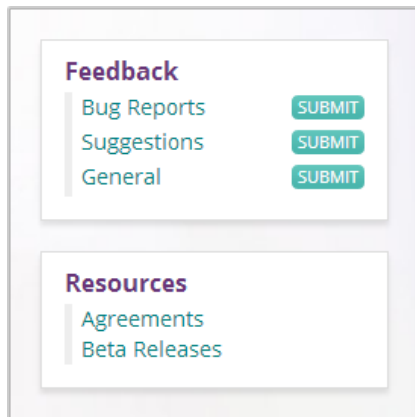 Feedback
Bug Reports SUBMIT
Suggestions SUBMIT
General SUBMIT
Resources
Agreements
Beta Releases